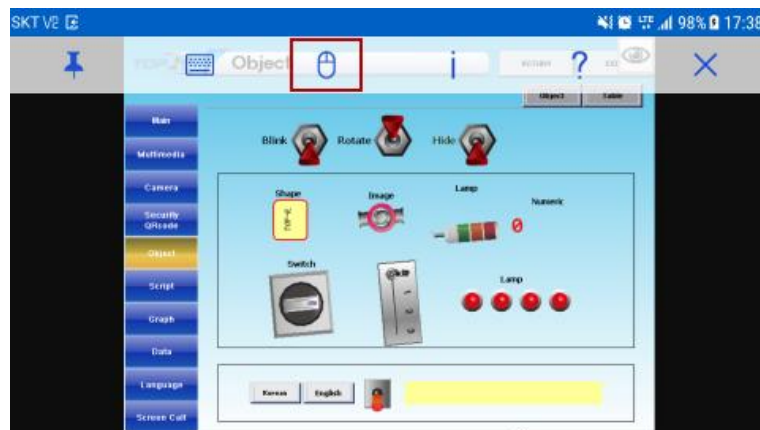 SKT V2 98% 17:38
Object
Object Table
Main
Blink Rotate Hide
Multimedia
Camera
Shape Image Lamp Numeric
Security
QRcode
TOP-R
0
Object
Switch
Script
Lamp
Graph
Data
Language
Korean English
Screen Call